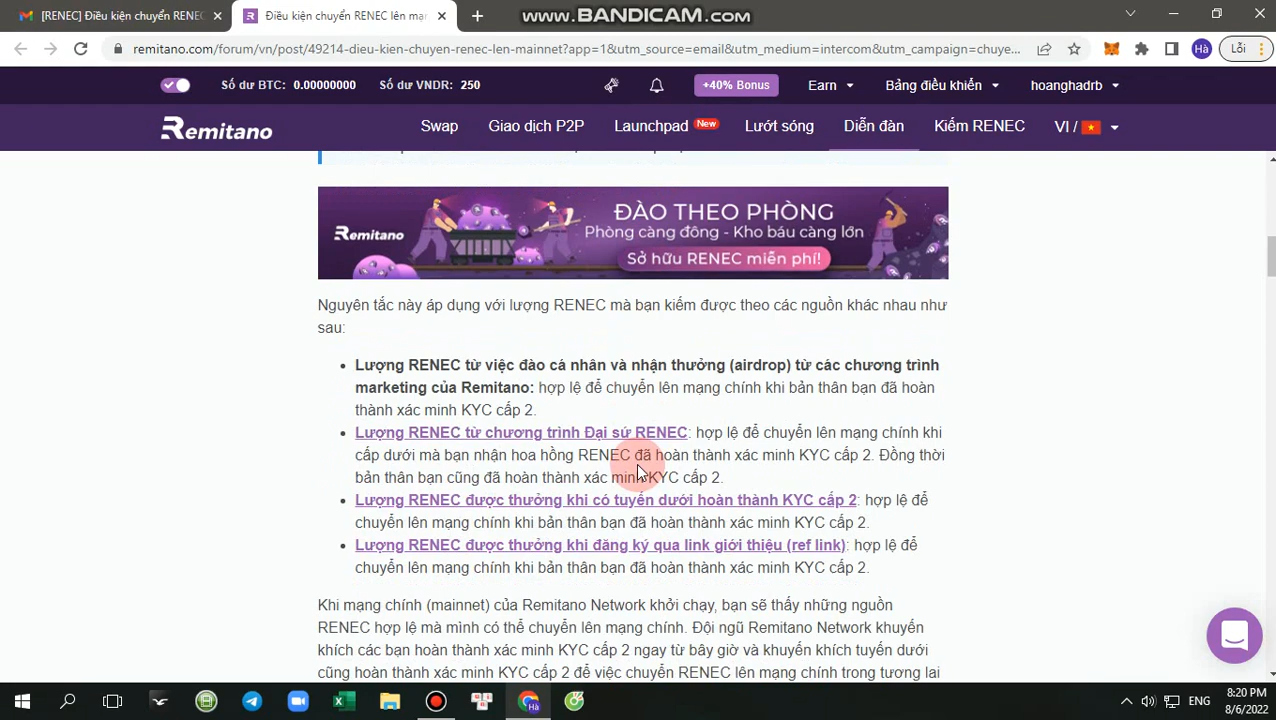 [RENEC] Điều kiện chuyển RENEC
Điều kiện chuyển RENEC lên mạn
www.BANDICAM.com
remitano.com/forum/vn/post/49214-dieu-kien-chuyen-renec-len-mainnet?app=1&utm_source=email&utm_medium=intercom&utm_campaign=chuye...
Hà
Lỗi
Số dư BTC: 0.00000000
Số dư VNDR: 250
+40% Bonus
Earn
Bảng điều khiển
hoanghadrb
Remitano
Swap
Giao dịch P2P
Launchpad New
Lướt sóng
Diễn đàn
Kiếm RENEC
VI /
Remitano
ĐÀO THEO PHÒNG
Phòng càng đông - Kho báu càng lớn
Sở hữu RENEC miễn phí!
Nguyên tắc này áp dụng với lượng RENEC mà bạn kiếm được theo các nguồn khác nhau như
sau:
• Lượng RENEC từ việc đào cá nhân và nhận thưởng (airdrop) từ các chương trình
marketing của Remitano: hợp lệ để chuyển lên mạng chính khi bản thân bạn đã hoàn
thành xác minh KYC cấp 2.
• Lượng RENEC từ chương trình Đại sứ RENEC: hợp lệ để chuyển lên mạng chính khi
cấp dưới mà bạn nhận hoa hồng RENEC đã hoàn thành xác minh KYC cấp 2. Đồng thời
bản thân bạn cũng đã hoàn thành xác minh KYC cấp 2.
• Lượng RENEC được thưởng khi có tuyến dưới hoàn thành KYC cấp 2: hợp lệ để
chuyển lên mạng chính khi bản thân bạn đã hoàn thành xác minh KYC cấp 2.
• Lượng RENEC được thưởng khi đăng ký qua link giới thiệu (ref link): hợp lệ để
chuyển lên mạng chính khi bản thân bạn đã hoàn thành xác minh KYC cấp 2.
Khi mạng chính (mainnet) của Remitano Network khởi chạy, bạn sẽ thấy những nguồn
RENEC hợp lệ mà mình có thể chuyển lên mạng chính. Đội ngũ Remitano Network khuyến
khích các bạn hoàn thành xác minh KYC cấp 2 ngay từ bây giờ và khuyến khích tuyến dưới
cũng hoàn thành xác minh KYC cấp 2 để việc chuyển RENEC lên mạng chính trong tương lai
Hà
ENG
8:20 PM
8/6/2022